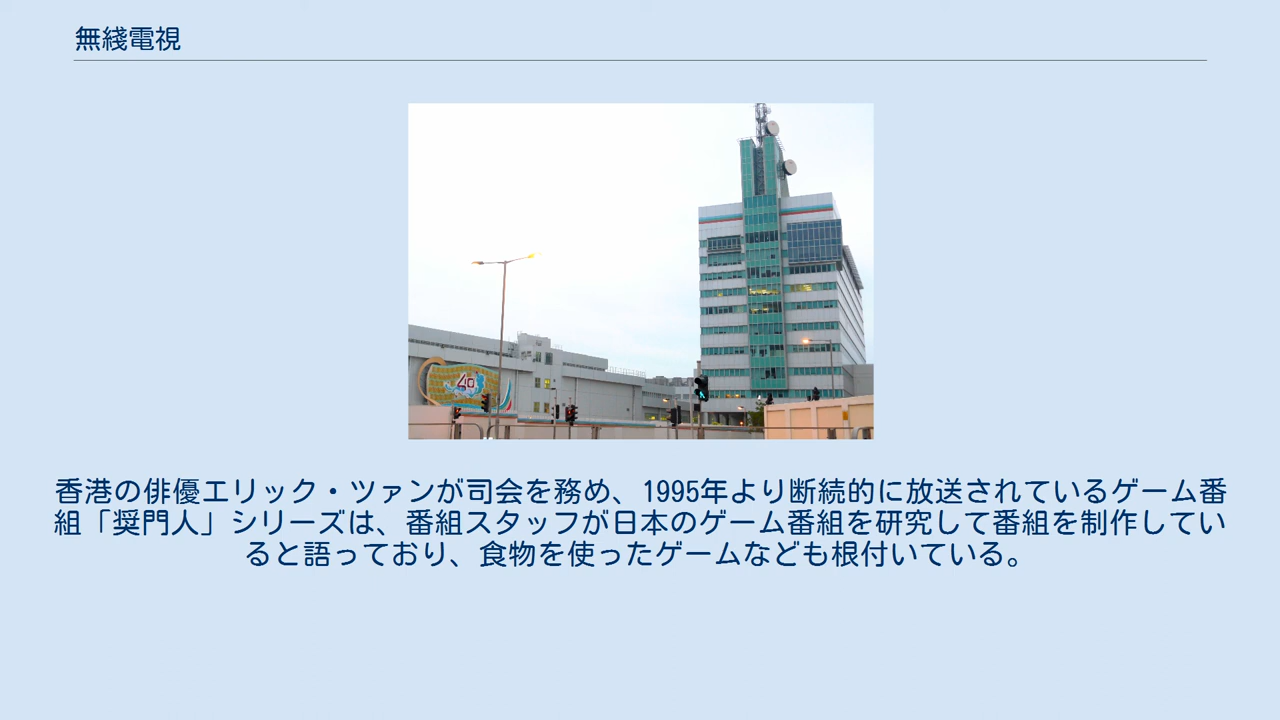 無綫電視
40
香港の俳優エリック・ツァンが司会を務め、1995年より断続的に放送されているゲーム番
組「奨門人」シリーズは、番組スタッフが日本のゲーム番組を研究して番組を制作してい
ると語っており、食物を使ったゲームなども根付いている。